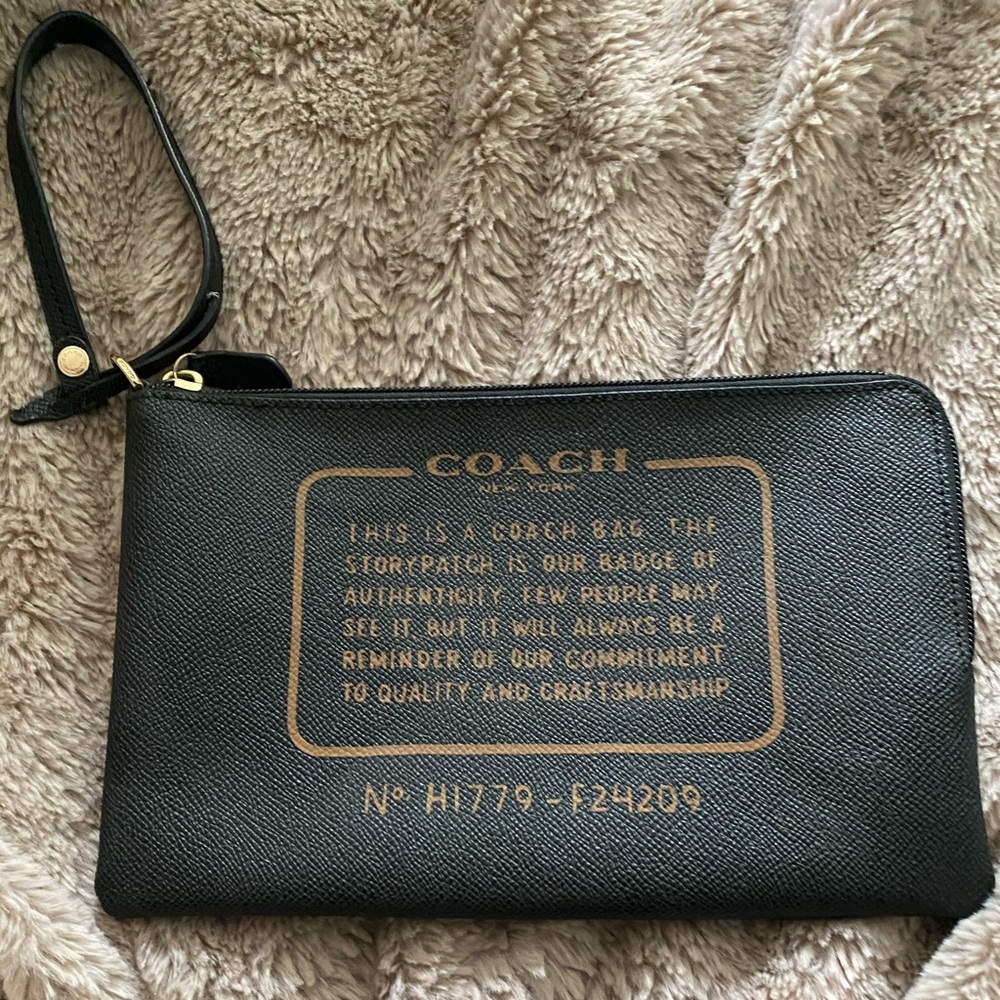 COACH
NEW YORK
THIS IS A COACH BAG. THE
STORYPATCH IS OUR BADGE OF
AUTHENTICITY. FEW PEOPLE MAY
SEE IT, BUT IT WILL ALWAYS BE A
REMINDER OF OUR COMMITMENT
TO QUALITY AND CRAFTSMANSHIP
Nº H1779-F24209